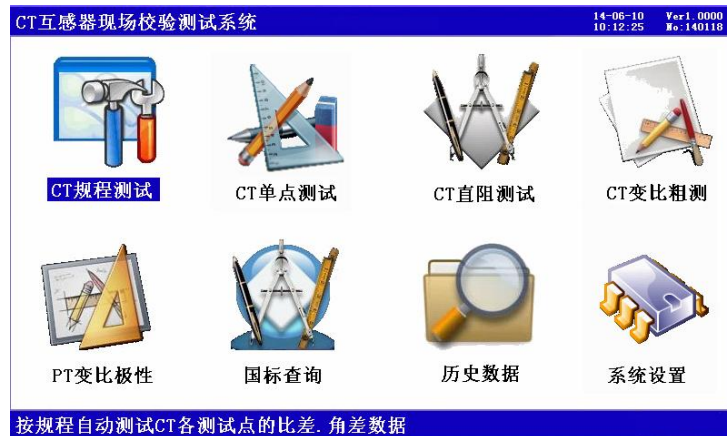 CT互感器现场校验测试系统
14-06-10 Ver1.0000
10:12:25 No:140118
CT规程测试 CT单点测试 CT直阻测试 CT变比粗测
PT变比极性 国标查询 历史数据 系统设置
按规程自动测试CT各测试点的比差.角差数据